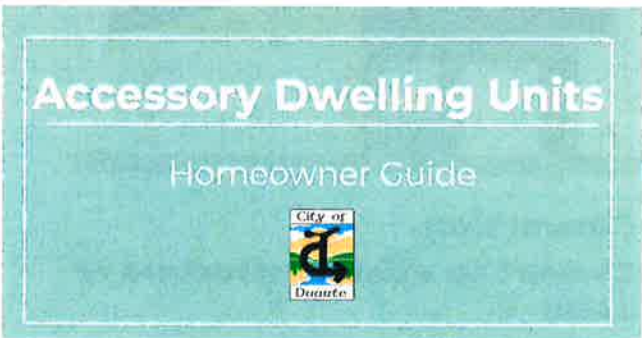 Accessory Dwelling Units
Homeowner Guide
City of
d
Duarte